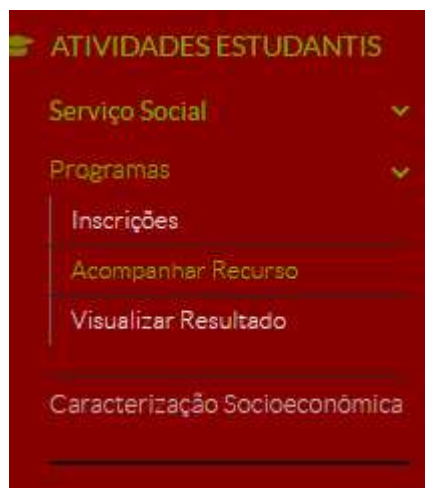 ATIVIDADES ESTUDANTIS
Serviço Social
Programas
Inscrições
Acompanhar Recurso
Visualizar Resultado
Caracterização Socioeconômica